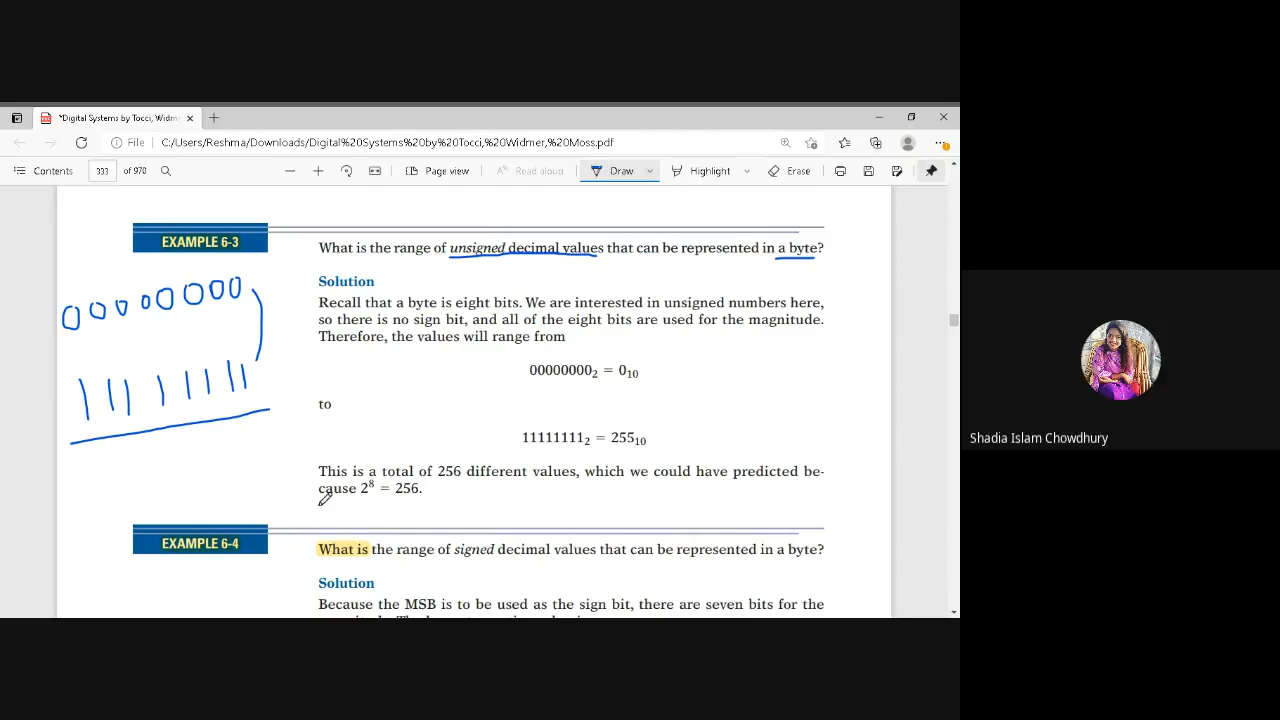 *Digital Systems by Tocci, Widm
File C:/Users/Reshma/Downloads/Digital%20Systems%20by%20Tocci,%20Widmer,%20Moss.pdf
Contents 333 of 970 Page view Read aloud Draw Highlight Erase
EXAMPLE 6-3
What is the range of unsigned decimal values that can be represented in a byte?
Solution
Recall that a byte is eight bits. We are interested in unsigned numbers here,
so there is no sign bit, and all of the eight bits are used for the magnitude.
Therefore, the values will range from
00000000₂ = 0₁₀
to
11111111₂ = 255₁₀
This is a total of 256 different values, which we could have predicted be-
cause 2⁸ = 256.
00000000
11111111
EXAMPLE 6-4
What is the range of signed decimal values that can be represented in a byte?
Solution
Because the MSB is to be used as the sign bit, there are seven bits for the
Shadia Islam Chowdhury